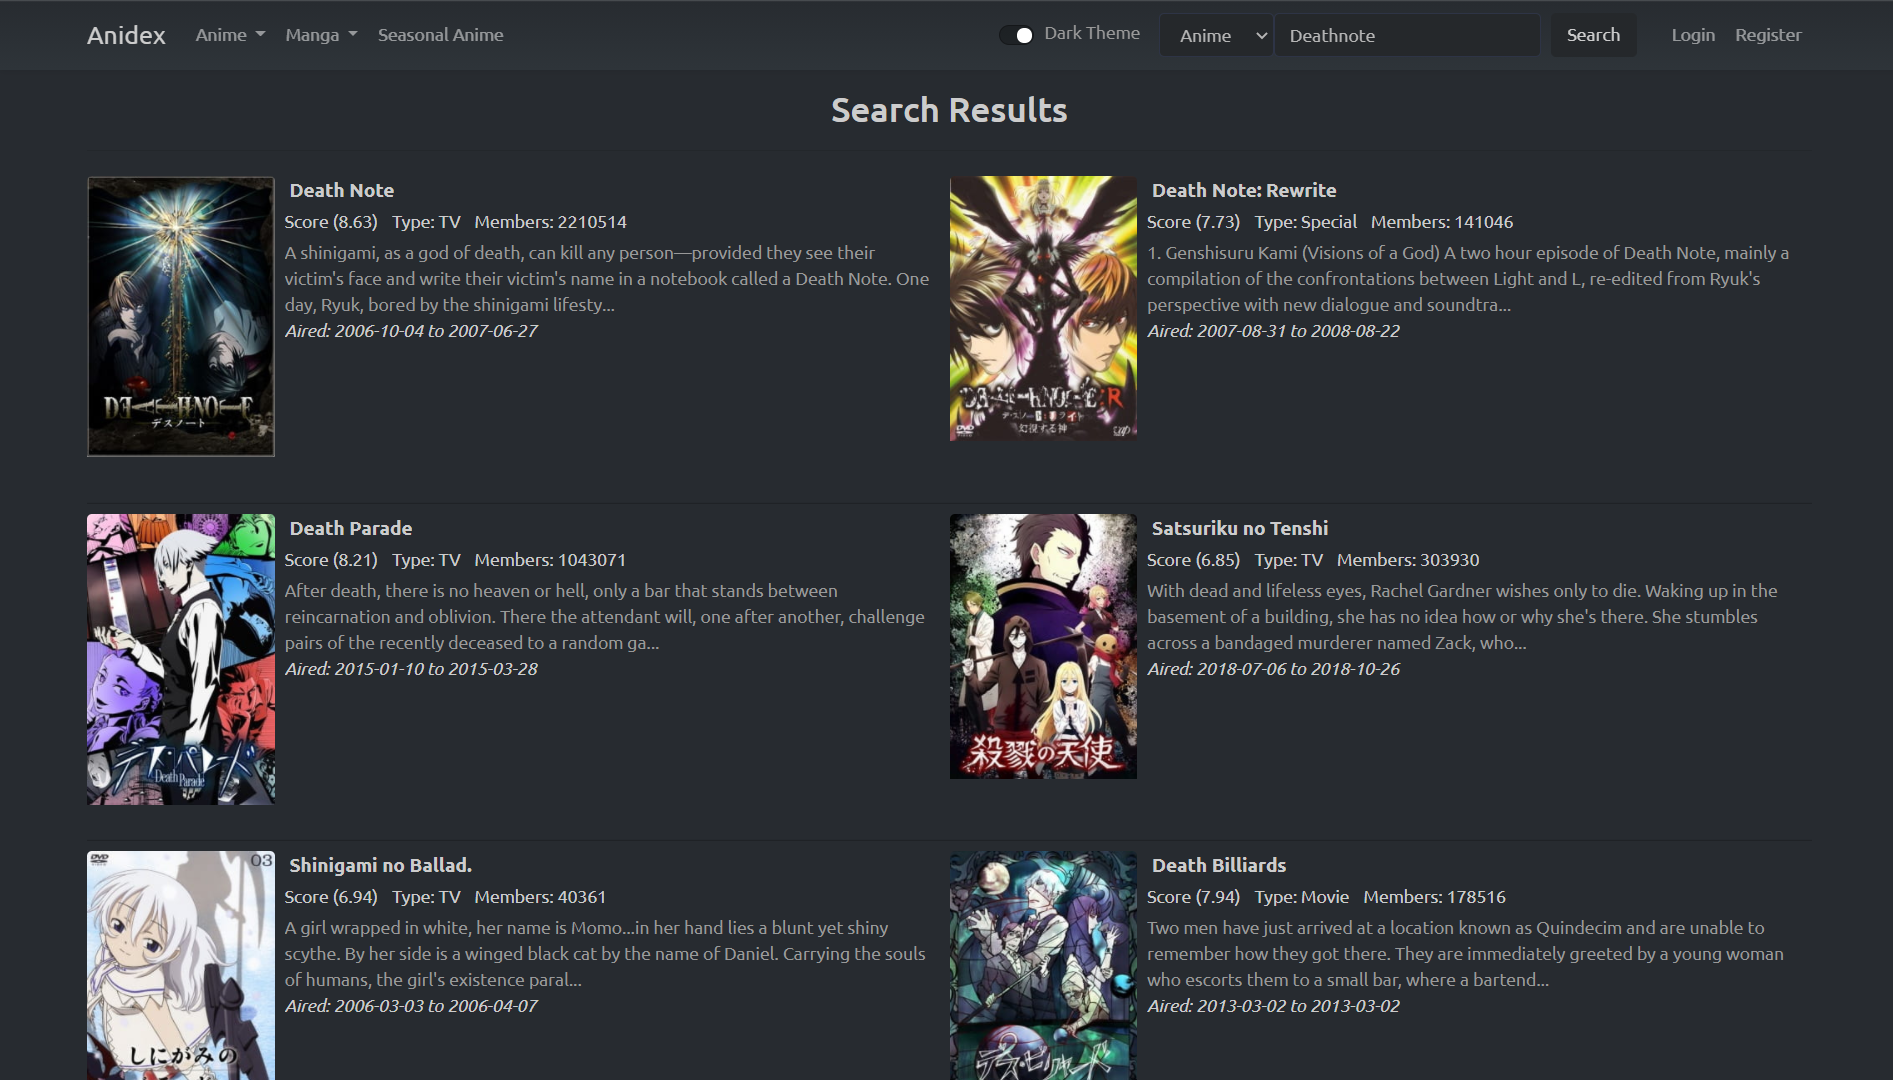 Anidex Anime Manga Seasonal Anime Dark Theme Anime Deathnote Search Login Register
Search Results
Death Note
Score (8.63) Type: TV Members: 2210514
A shinigami, as a god of death, can kill any person—provided they see their
victim's face and write their victim's name in a notebook called a Death Note. One
day, Ryuk, bored by the shinigami lifesty...
Aired: 2006-10-04 to 2007-06-27
DEATHNOTE
デスノート
Death Note: Rewrite
Score (7.73) Type: Special Members: 141046
1. Genshisuru Kami (Visions of a God) A two hour episode of Death Note, mainly a
compilation of the confrontations between Light and L, re-edited from Ryuk's
perspective with new dialogue and soundtra...
Aired: 2007-08-31 to 2008-08-22
DEATHNOTE:R
デスノート リライト
幻視する神
DVD
Death Parade
Score (8.21) Type: TV Members: 1043071
After death, there is no heaven or hell, only a bar that stands between
reincarnation and oblivion. There the attendant will, one after another, challenge
pairs of the recently deceased to a random ga...
Aired: 2015-01-10 to 2015-03-28
デス・パレード
Death Parade
Satsuriku no Tenshi
Score (6.85) Type: TV Members: 303930
With dead and lifeless eyes, Rachel Gardner wishes only to die. Waking up in the
basement of a building, she has no idea how or why she's there. She stumbles
across a bandaged murderer named Zack, who...
Aired: 2018-07-06 to 2018-10-26
殺戮の天使
Shinigami no Ballad.
Score (6.94) Type: TV Members: 40361
A girl wrapped in white, her name is Momo...in her hand lies a blunt yet shiny
scythe. By her side is a winged black cat by the name of Daniel. Carrying the souls
of humans, the girl's existence paral...
Aired: 2006-03-03 to 2006-04-07
DVD
03
しにがみの
Death Billiards
Score (7.94) Type: Movie Members: 178516
Two men have just arrived at a location known as Quindecim and are unable to
remember how they got there. They are immediately greeted by a young woman
who escorts them to a small bar, where a bartend...
Aired: 2013-03-02 to 2013-03-02
デス・ビリヤード